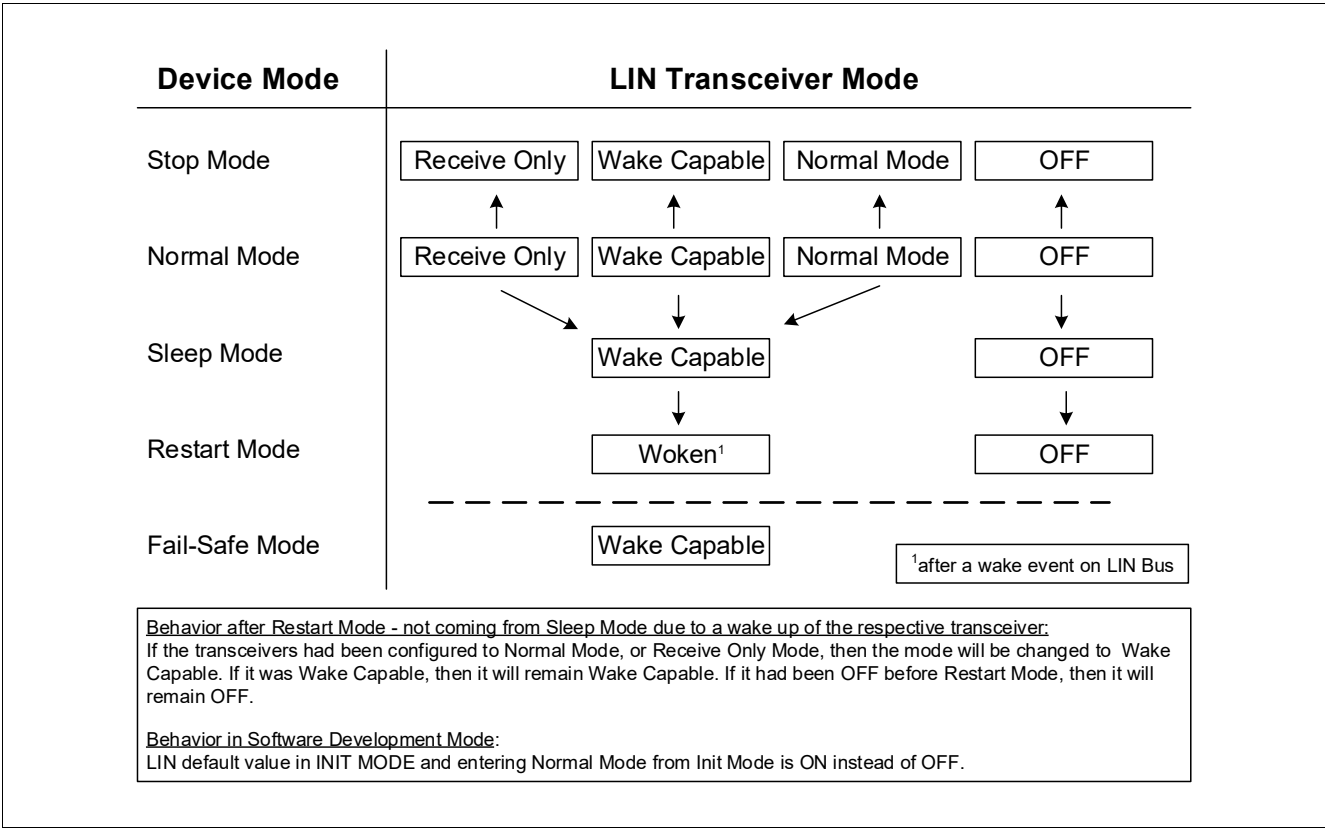 Device Mode LIN Transceiver Mode
Stop Mode Receive Only Wake Capable Normal Mode OFF
Normal Mode Receive Only Wake Capable Normal Mode OFF
Sleep Mode Wake Capable OFF
Restart Mode Woken¹ OFF
Fail-Safe Mode Wake Capable
¹after a wake event on LIN Bus
Behavior after Restart Mode - not coming from Sleep Mode due to a wake up of the respective transceiver:
If the transceivers had been configured to Normal Mode, or Receive Only Mode, then the mode will be changed to Wake
Capable. If it was Wake Capable, then it will remain Wake Capable. If it had been OFF before Restart Mode, then it will
remain OFF.
Behavior in Software Development Mode:
LIN default value in INIT MODE and entering Normal Mode from Init Mode is ON instead of OFF.